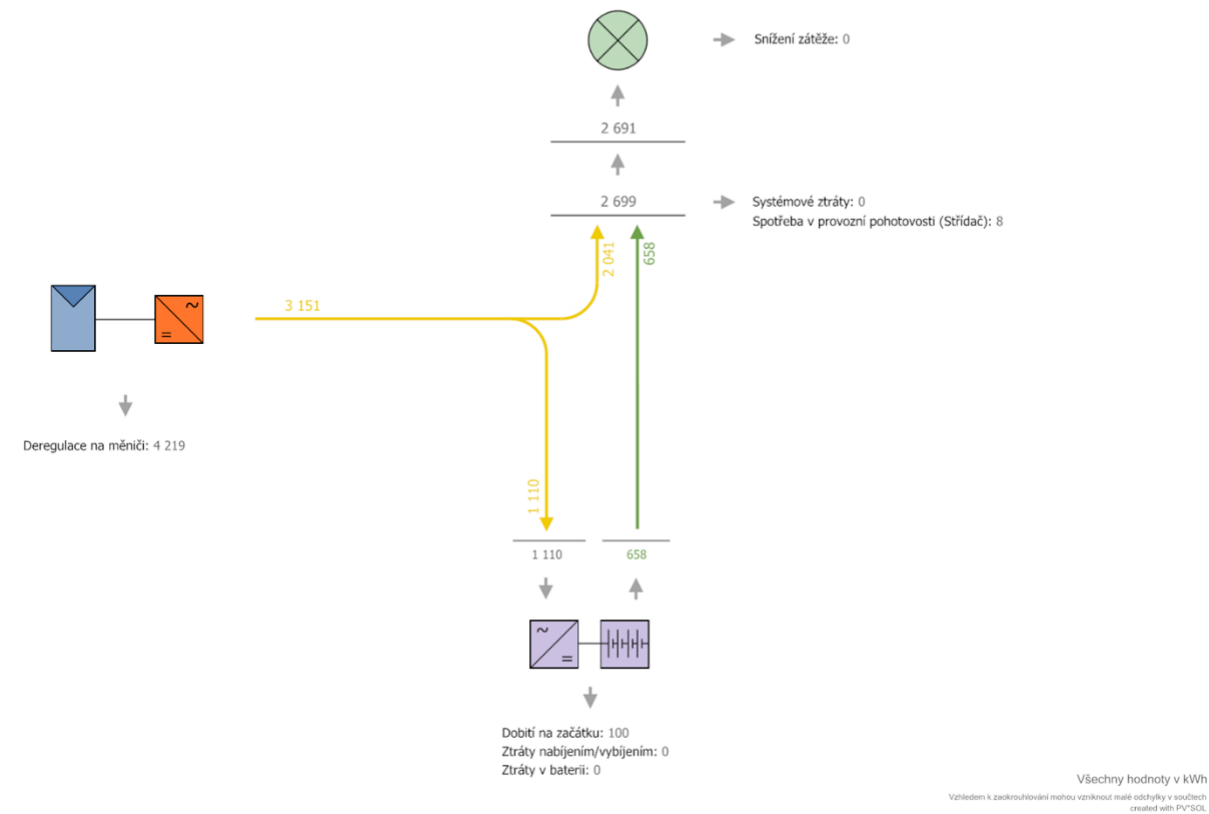 Snížení zátěže: 0
2 691
2 699
Systémové ztráty: 0
Spotřeba v provozní pohotovosti (Střídač): 8
2 041
658
3 151
Deregulace na měniči: 4 219
1 110
1 110
658
Dobití na začátku: 100
Ztráty nabíjením/vybíjením: 0
Ztráty v baterii: 0
Všechny hodnoty v kWh
Vzhledem k zaokrouhlování mohou vzniknout malé odchylky v součtech
created with PV*SOL